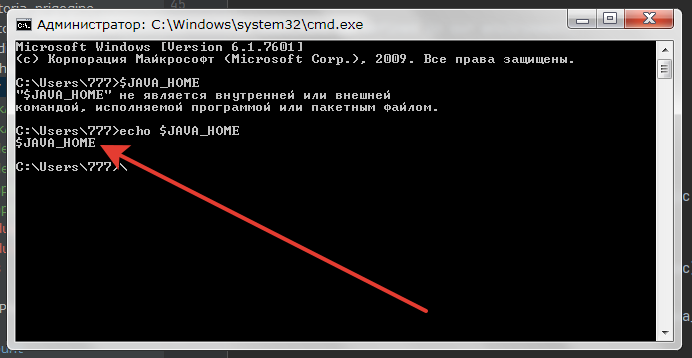 Администратор: C:\Windows\system32\cmd.exe
Microsoft Windows [Version 6.1.7601]
(c) Корпорация Майкрософт (Microsoft Corp.), 2009. Все права защищены.
C:\Users\777>$JAVA_HOME
"$JAVA_HOME" не является внутренней или внешней
командой, исполняемой программой или пакетным файлом.
C:\Users\777>echo $JAVA_HOME
$JAVA_HOME
C:\Users\777>\
45